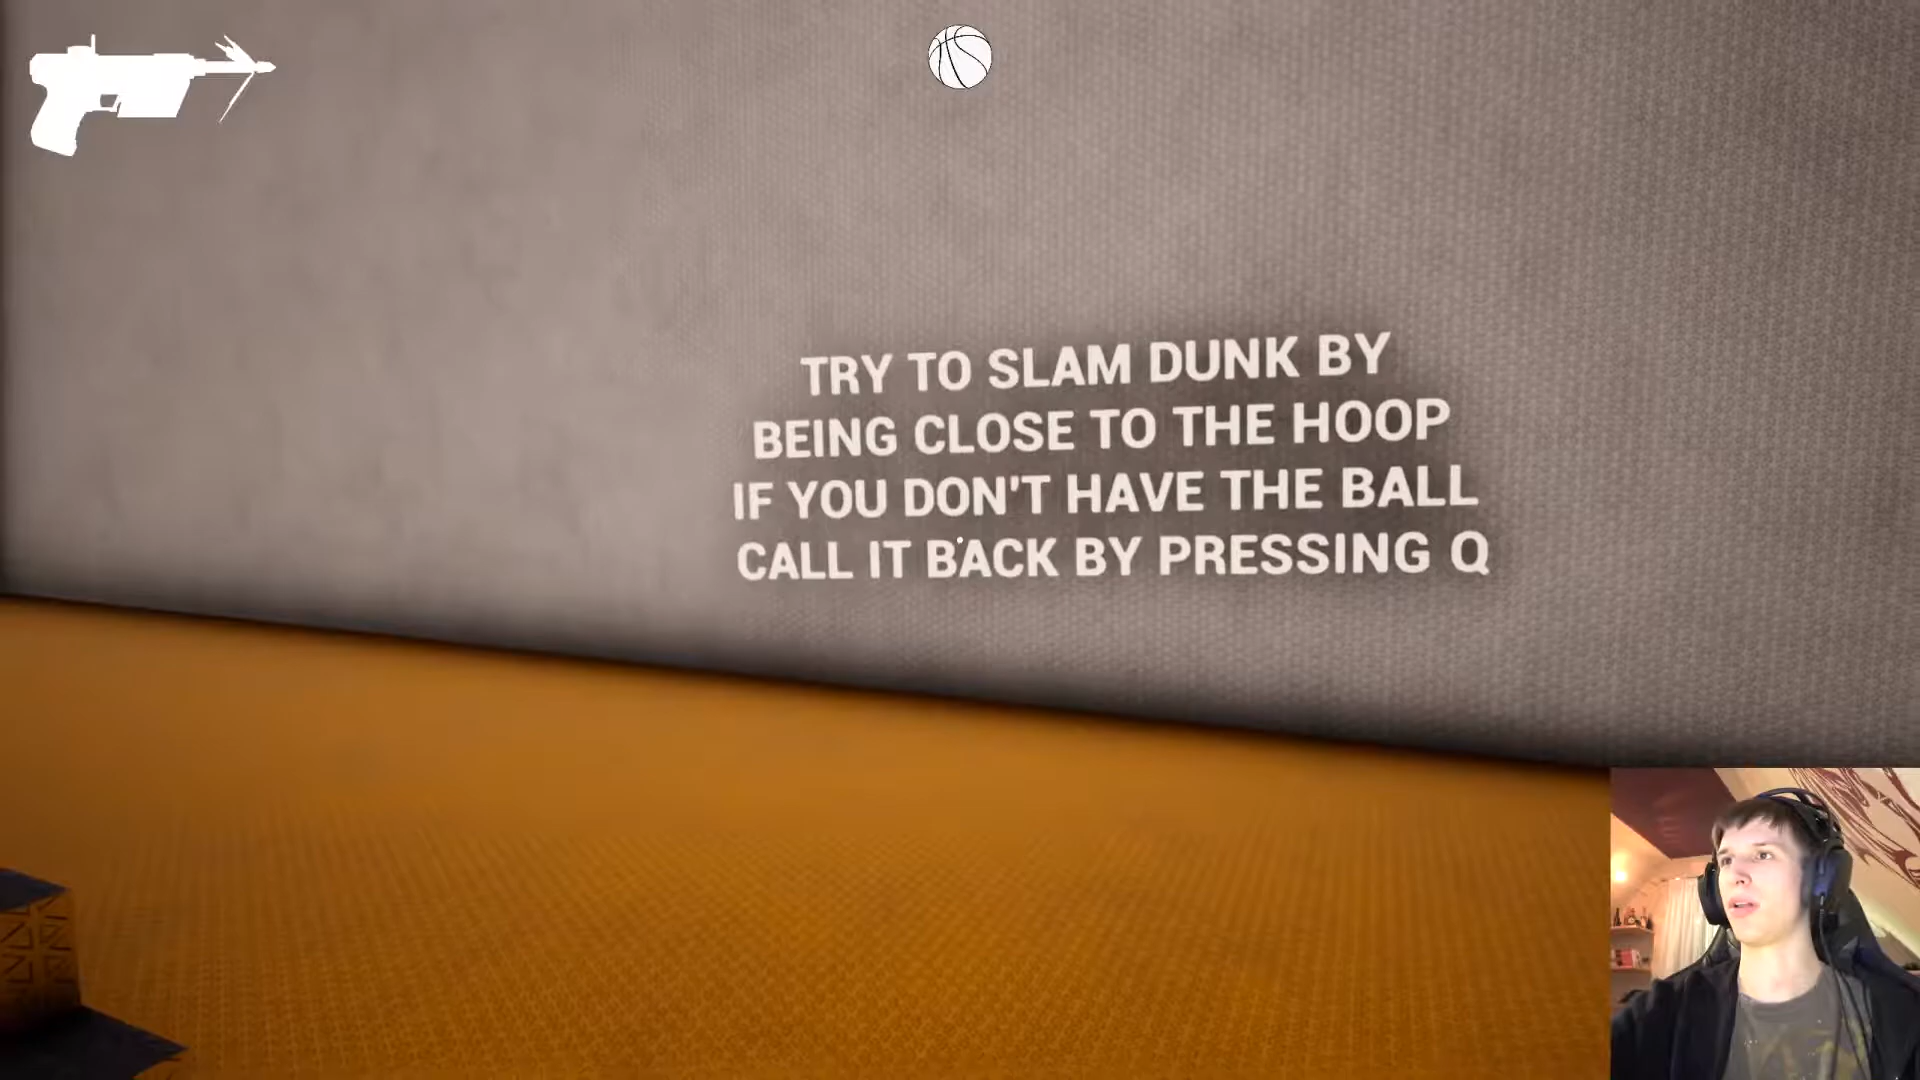 TRY TO SLAM DUNK BY
BEING CLOSE TO THE HOOP
IF YOU DON'T HAVE THE BALL
CALL IT BACK BY PRESSING Q